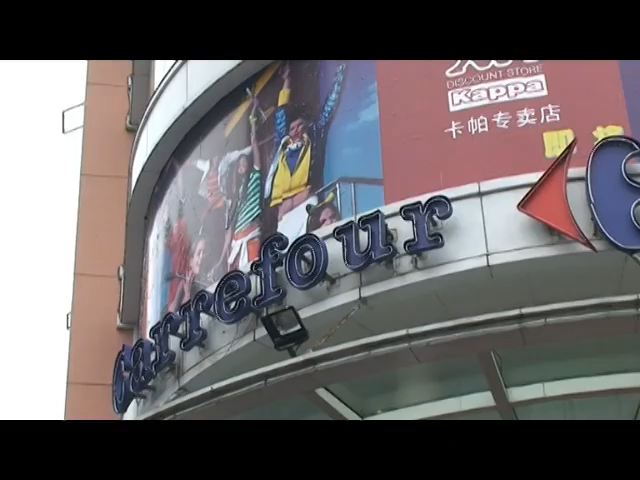 DISCOUNT STORE
Kappa
卡帕专卖店
Carrefour